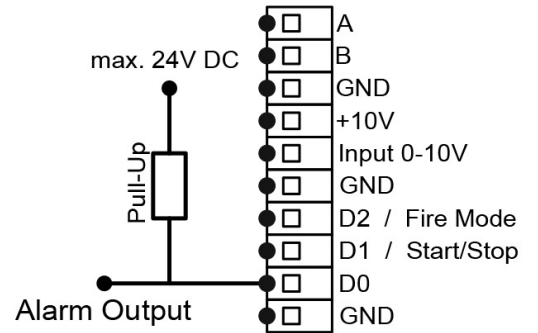 A
B
max. 24V DC
GND
+10V
Pull-Up
Input 0-10V
GND
D2 / Fire Mode
D1 / Start/Stop
D0
Alarm Output
GND